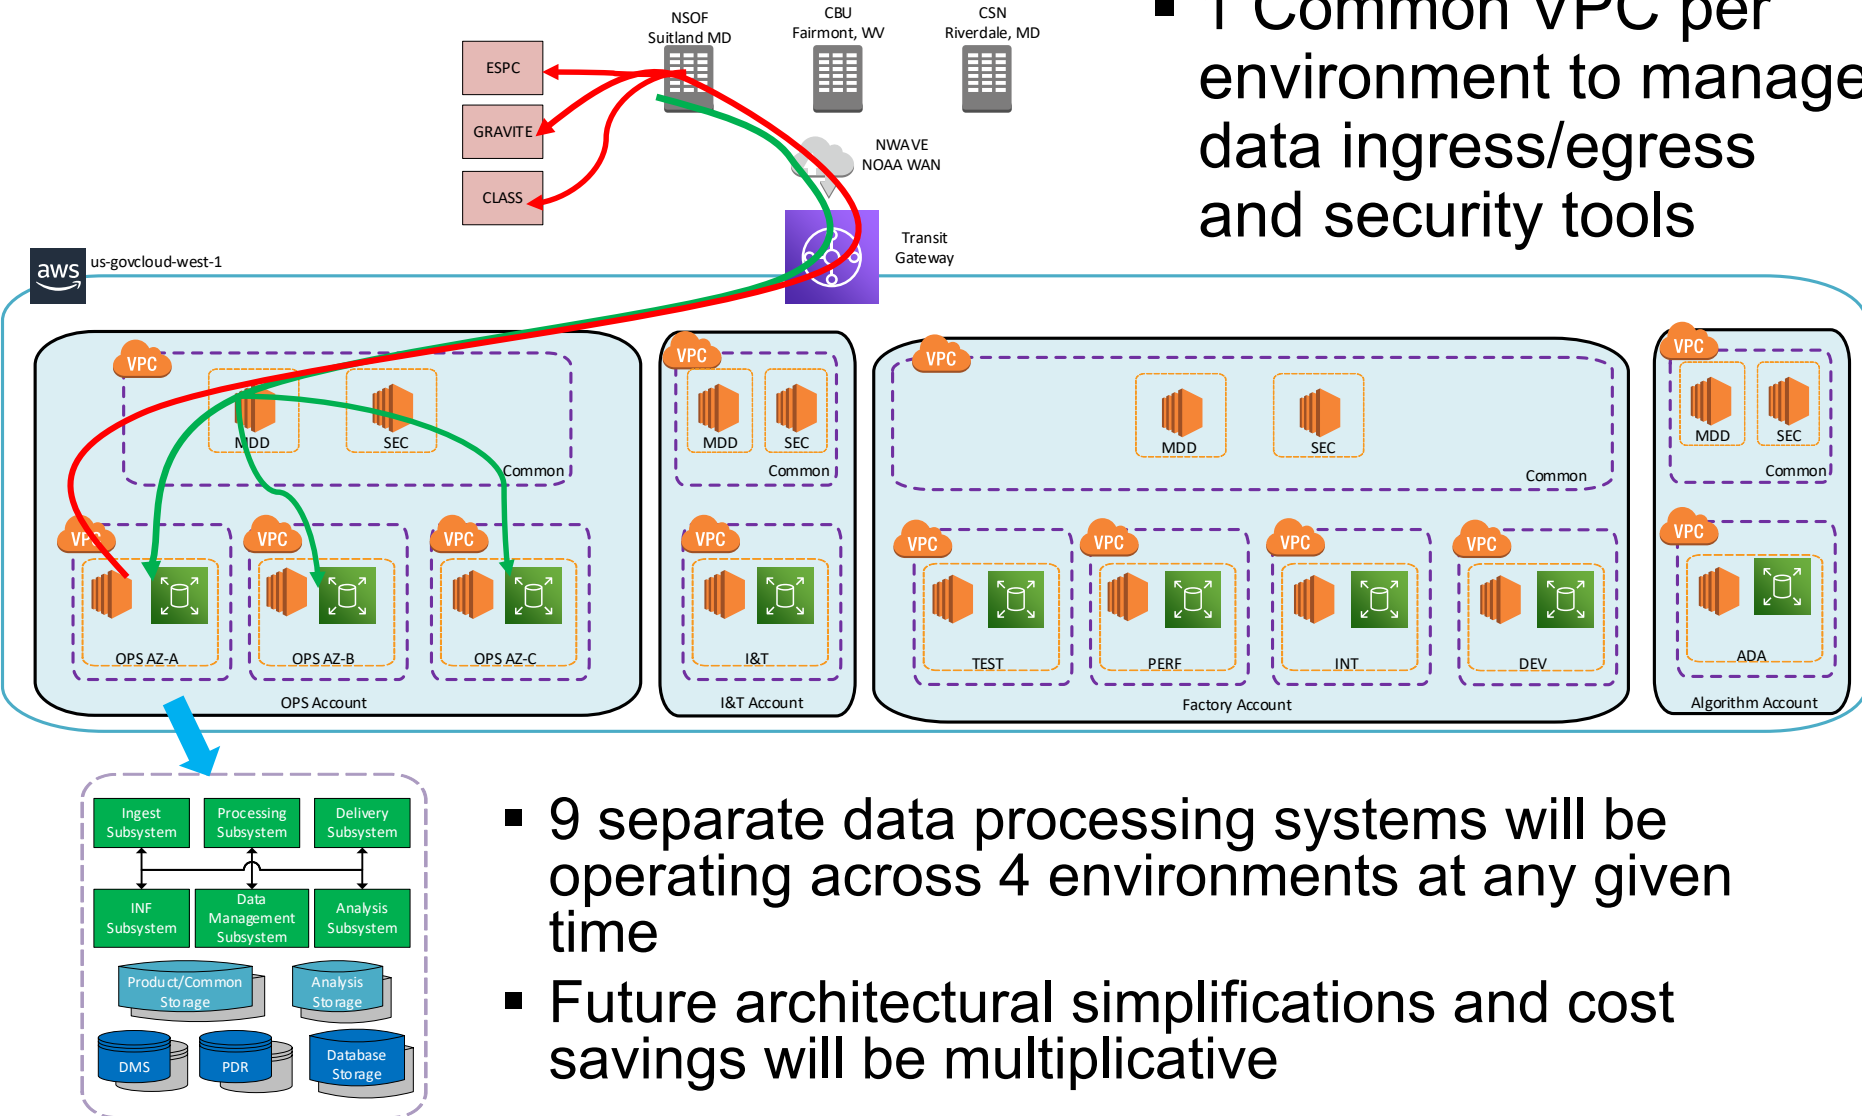 NSOF
Suitland MD
CBU
Fairmont, WV
CSN
Riverdale, MD
▪ 1 Common VPC per
environment to manage
data ingress/egress
and security tools
ESPC
GRAVITE
CLASS
NWAVE
NOAA WAN
Transit
Gateway
aws
us-govcloud-west-1
VPC
MDD
SEC
Common
VPC
OPS AZ-A
VPC
OPS AZ-B
VPC
OPS AZ-C
OPS Account
VPC
MDD
SEC
Common
VPC
I&T
I&T Account
VPC
MDD
SEC
Common
VPC
TEST
VPC
PERF
VPC
INT
VPC
DEV
Factory Account
VPC
MDD
SEC
Common
VPC
ADA
Algorithm Account
Ingest
Subsystem
Processing
Subsystem
Delivery
Subsystem
INF
Subsystem
Data
Management
Subsystem
Analysis
Subsystem
Product/Common
Storage
Analysis
Storage
DMS
PDR
Database
Storage
▪ 9 separate data processing systems will be
operating across 4 environments at any given
time
▪ Future architectural simplifications and cost
savings will be multiplicative